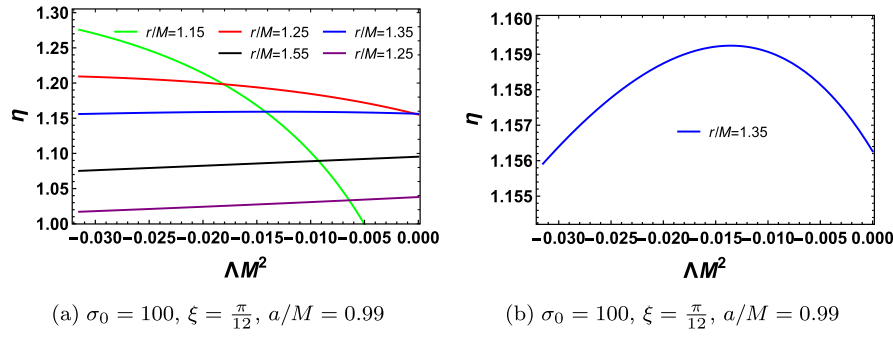 1.30
1.25
1.20
1.15
1.10
1.05
1.00
η
r/M=1.15 r/M=1.25 r/M=1.35
r/M=1.55 r/M=1.25
-0.030 -0.025 -0.020 -0.015 -0.010 -0.005 0.000
ΛM²
(a) σ₀ = 100, ξ = π/12, a/M = 0.99
1.160
1.159
1.158
1.157
1.156
1.155
η
r/M=1.35
-0.030 -0.025 -0.020 -0.015 -0.010 -0.005 0.000
ΛM²
(b) σ₀ = 100, ξ = π/12, a/M = 0.99